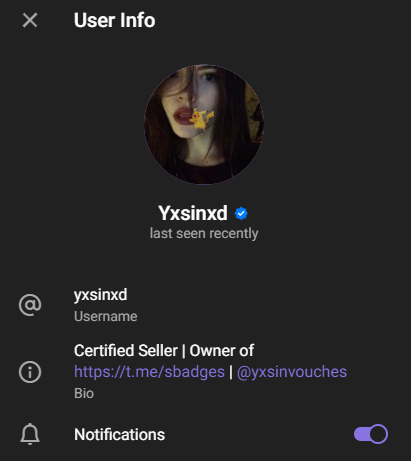 User Info
Yxsinxd
last seen recently
yxsinxd
Username
Certified Seller | Owner of
https://t.me/sbadges | @yxsinvouches
Bio
Notifications